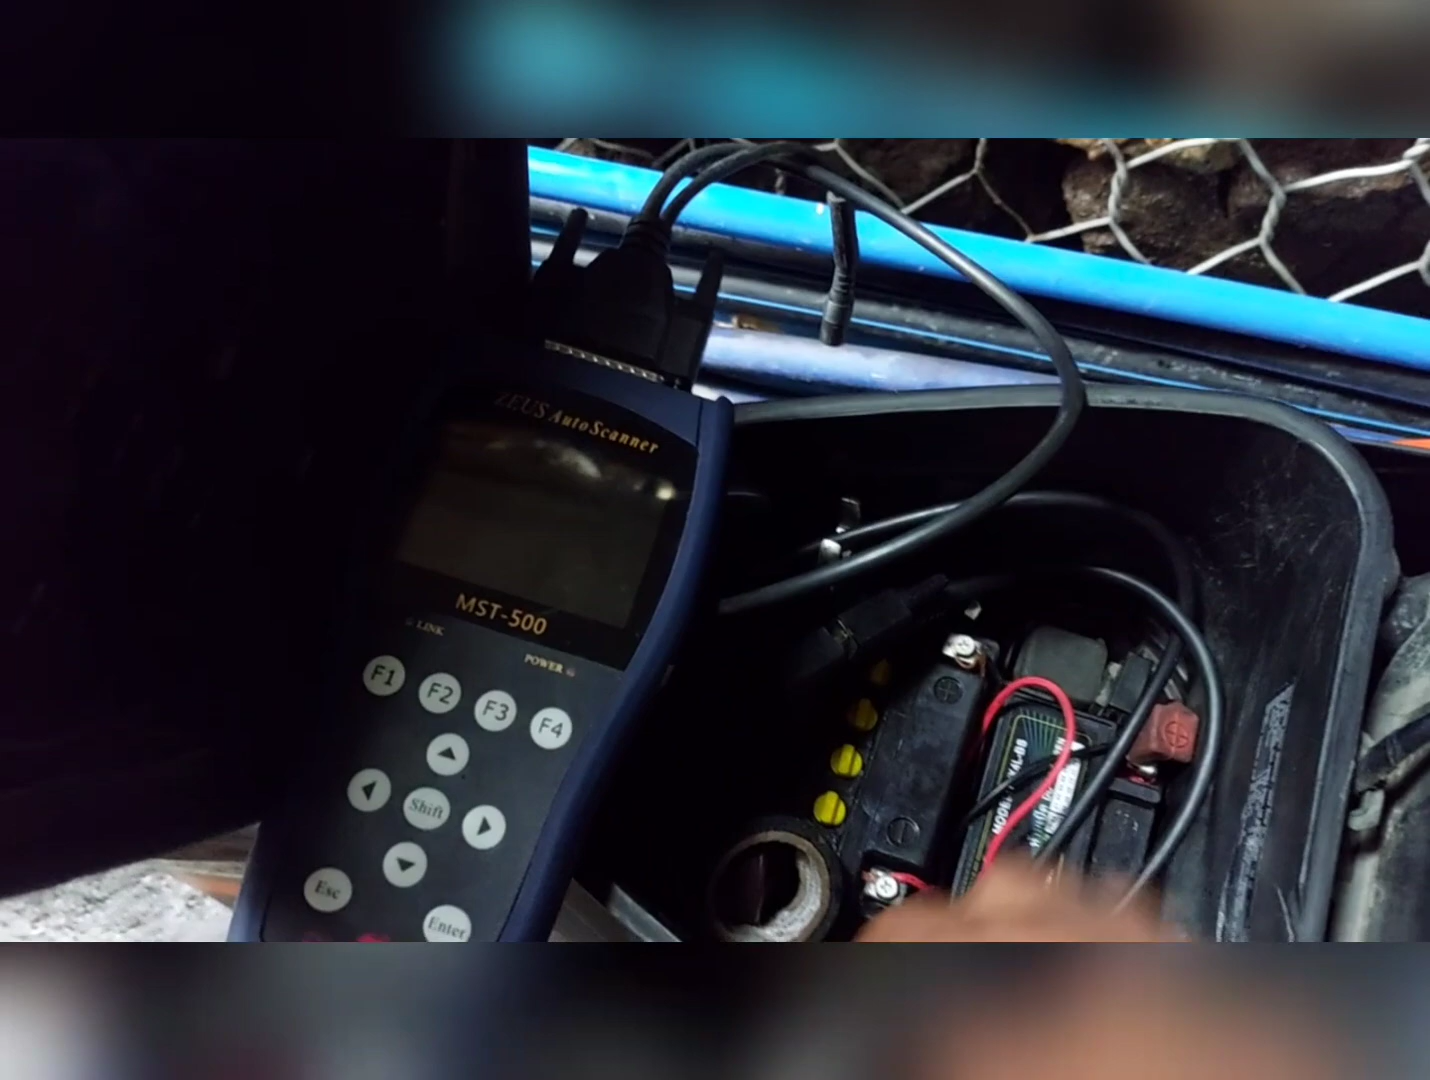 ZEUS AutoScanner
MST-500
LINK
POWER
F1
F2
F3
F4
Shift
Esc
Enter